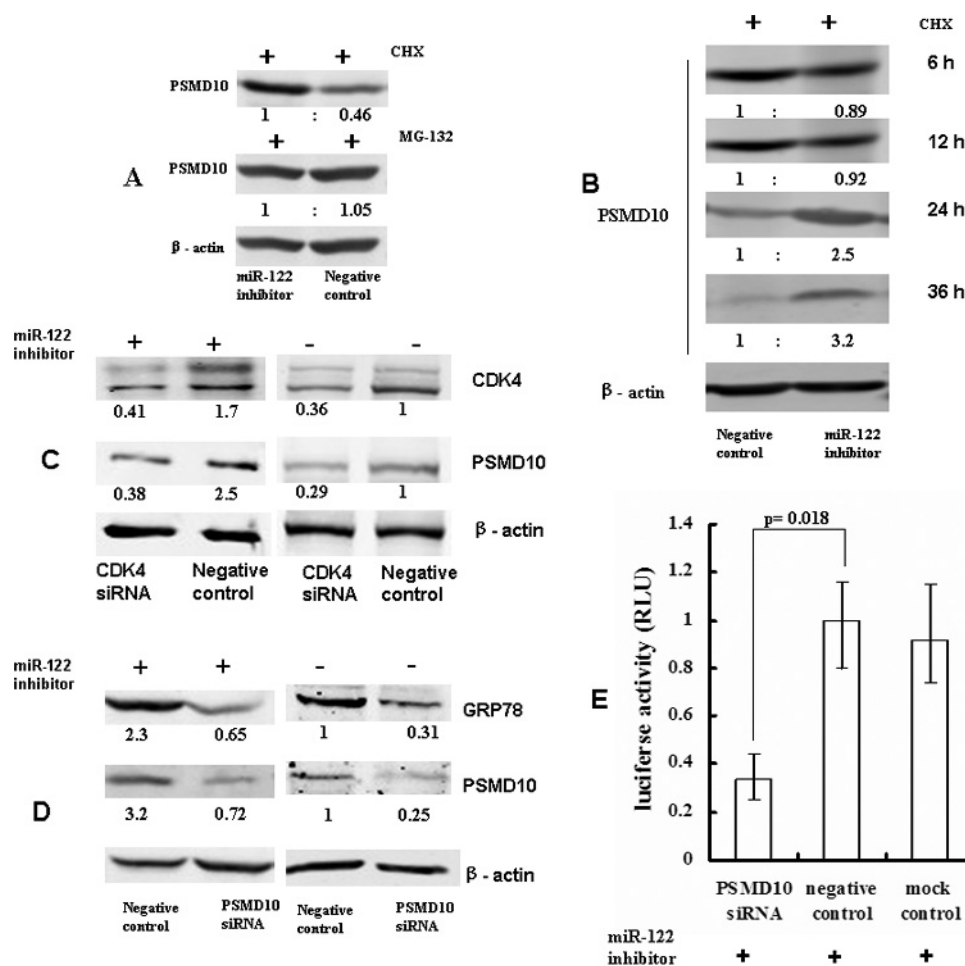 + + CHX
PSMD10
1 : 0.46
+ + MG-132
A
PSMD10
1 : 1.05
β - actin
miR-122 Negative
inhibitor control
+ + CHX
6 h
1 : 0.89
12 h
1 : 0.92
B
PSMD10
24 h
1 : 2.5
36 h
1 : 3.2
β - actin
Negative miR-122
control inhibitor
miR-122
inhibitor
+ + - -
CDK4
0.41 1.7 0.36 1
C
PSMD10
0.38 2.5 0.29 1
β - actin
CDK4 Negative CDK4 Negative
siRNA control siRNA control
miR-122
inhibitor
+ + - -
GRP78
2.3 0.65 1 0.31
PSMD10
D
3.2 0.72 1 0.25
β - actin
Negative PSMD10 Negative PSMD10
control siRNA control siRNA
E
luciferse activity (RLU)
1.4
1.2
1
0.8
0.6
0.4
0.2
0
p= 0.018
PSMD10 negative mock
siRNA control control
miR-122
inhibitor
+ + +